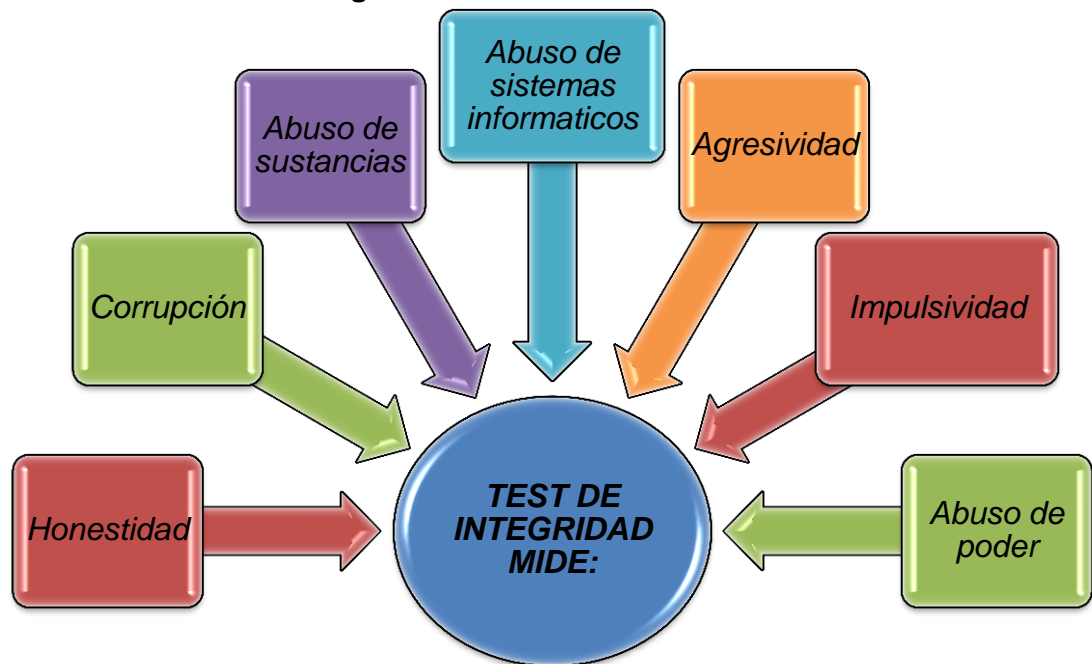 Honestidad
Corrupción
Abuso de
sustancias
Abuso de
sistemas
informaticos
Agresividad
Impulsividad
Abuso de
poder
TEST DE
INTEGRIDAD
MIDE: